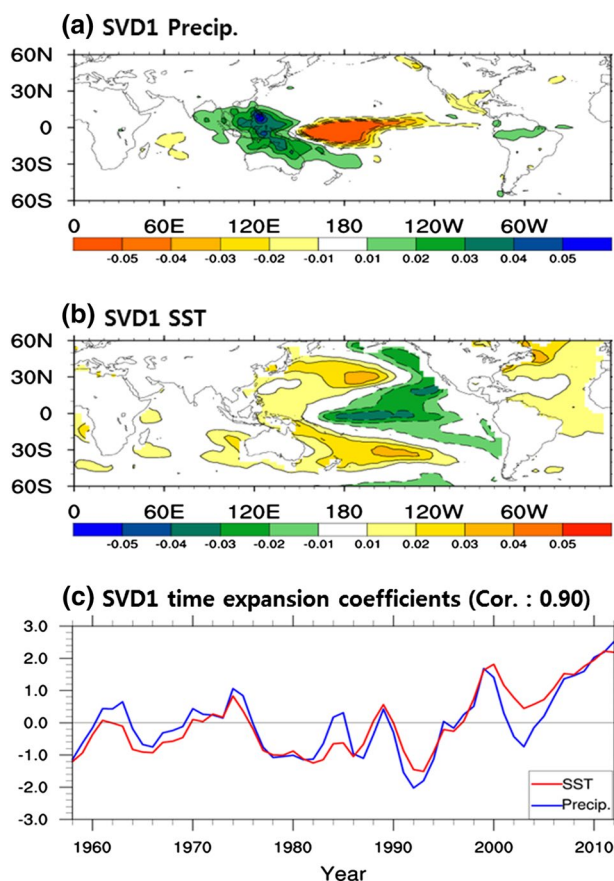 (a) SVD1 Precip.
60N
30N
0
30S
60S
0 60E 120E 180 120W 60W
-0.05 -0.04 -0.03 -0.02 -0.01 0.01 0.02 0.03 0.04 0.05
(b) SVD1 SST
60N
30N
0
30S
60S
0 60E 120E 180 120W 60W
-0.05 -0.04 -0.03 -0.02 -0.01 0.01 0.02 0.03 0.04 0.05
(c) SVD1 time expansion coefficients (Cor. : 0.90)
3.0
2.0
1.0
0.0
-1.0
-2.0
-3.0
SST
Precip.
1960 1970 1980 1990 2000 2010
Year